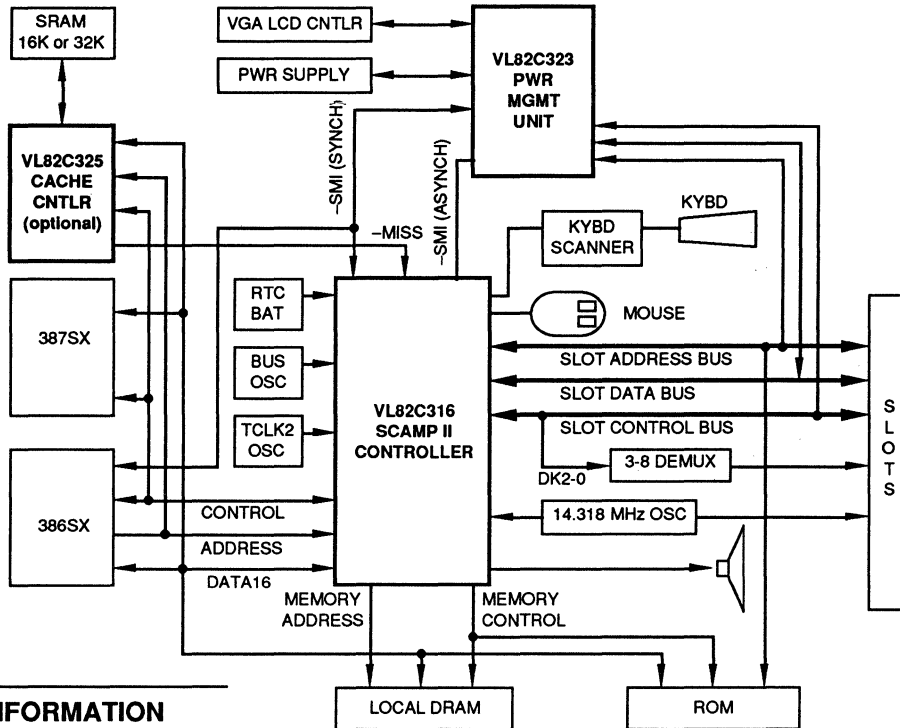 SRAM
16K or 32K
VGA LCD CNTLR
PWR SUPPLY
VL82C323
PWR
MGMT
UNIT
VL82C325
CACHE
CNTLR
(optional)
–SMI (SYNCH)
–SMI (ASYNCH)
–MISS
KYBD
SCANNER
KYBD
387SX
RTC
BAT
BUS
OSC
TCLK2
OSC
VL82C316
SCAMP II
CONTROLLER
MOUSE
SLOT ADDRESS BUS
SLOT DATA BUS
SLOT CONTROL BUS
3-8 DEMUX
DK2-0
14.318 MHz OSC
SLOTS
386SX
CONTROL
ADDRESS
DATA16
MEMORY
ADDRESS
MEMORY
CONTROL
LOCAL DRAM
ROM
NFORMATION